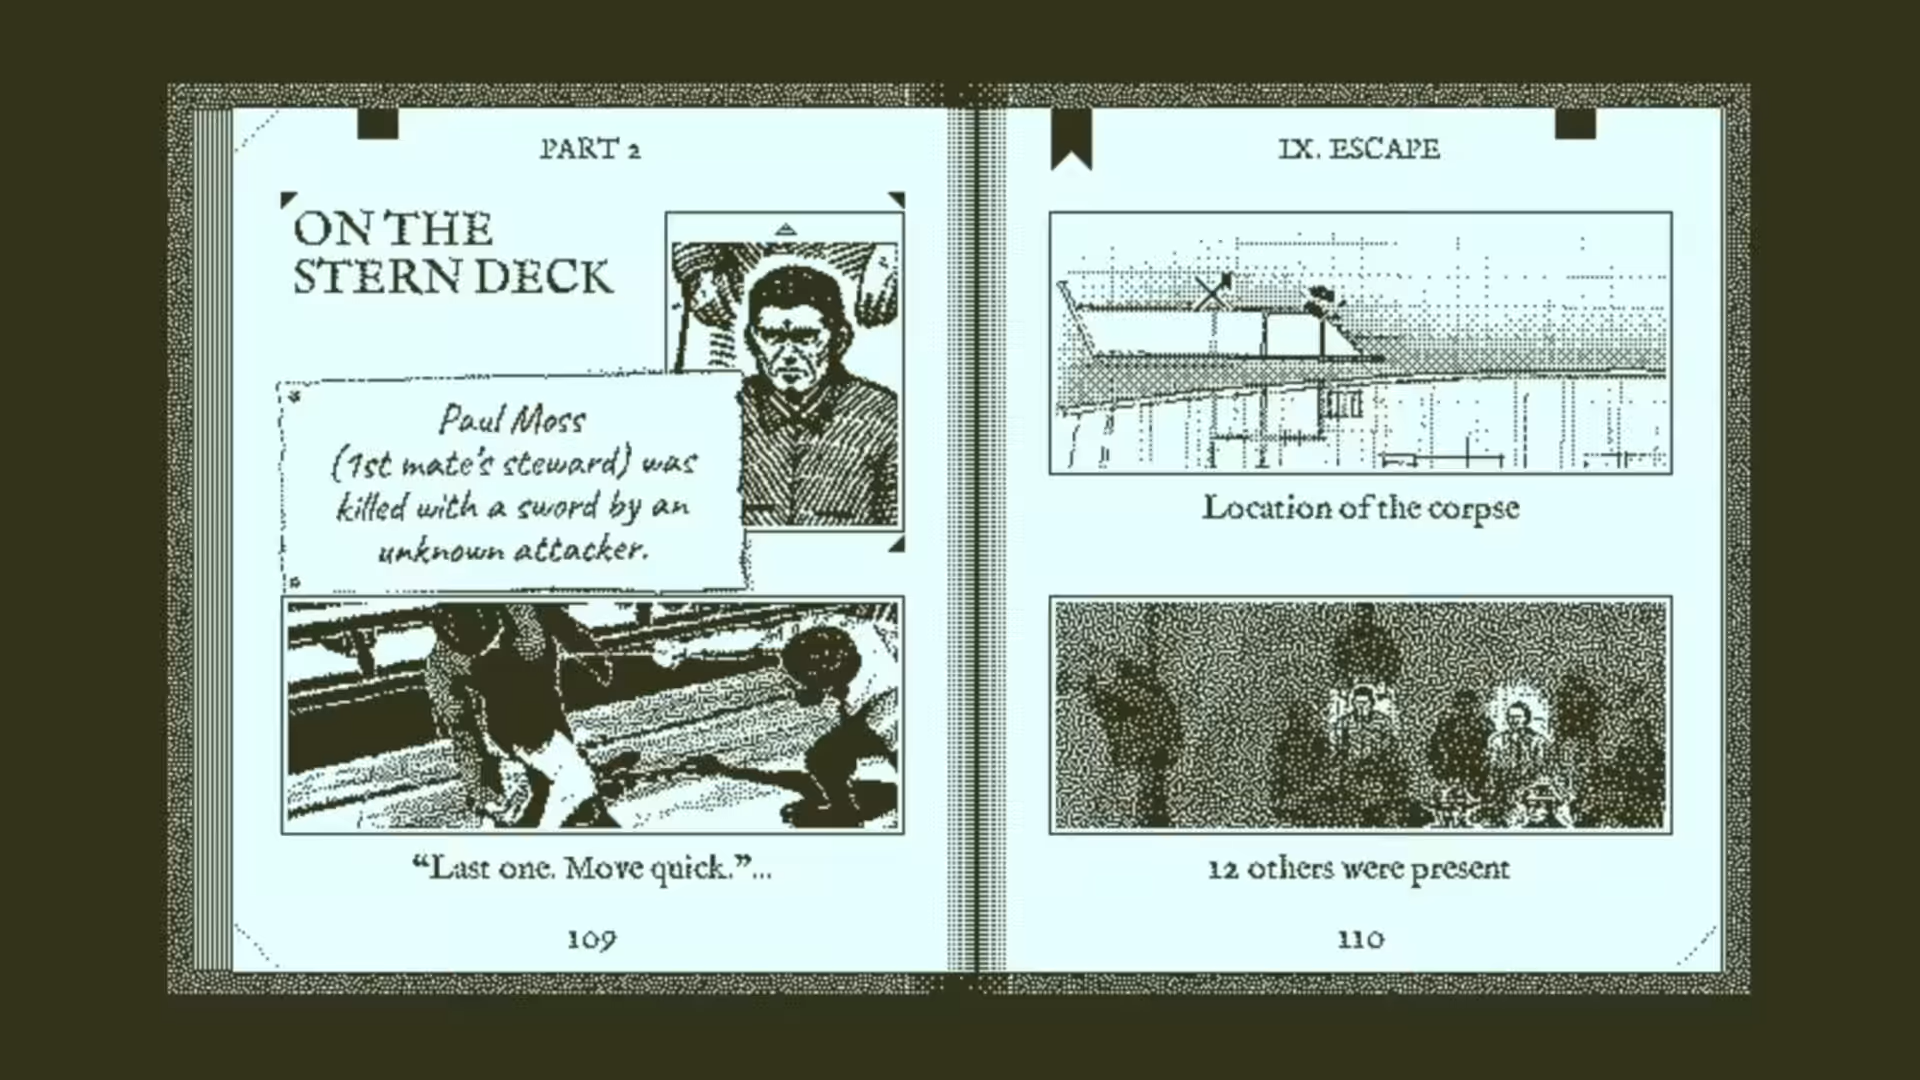 PART 2
ON THE
STERN DECK
Paul Moss
(1st mate's steward) was
killed with a sword by an
unknown attacker.
“Last one. Move quick.”...
109
IX. ESCAPE
Location of the corpse
12 others were present
110